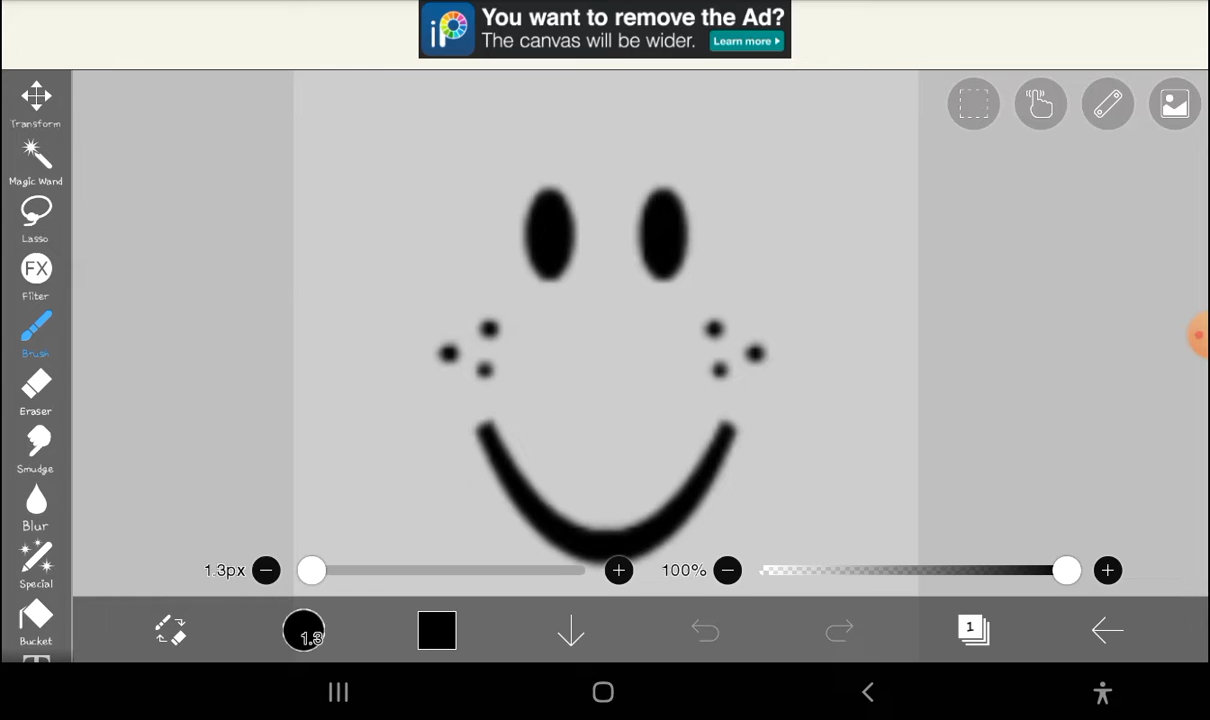 iP
You want to remove the Ad?
The canvas will be wider.
Learn more
Transform
Magic Wand
Lasso
FX
Filter
Brush
Eraser
Smudge
Blur
Special
Bucket
1.3px
100%
1.3
1